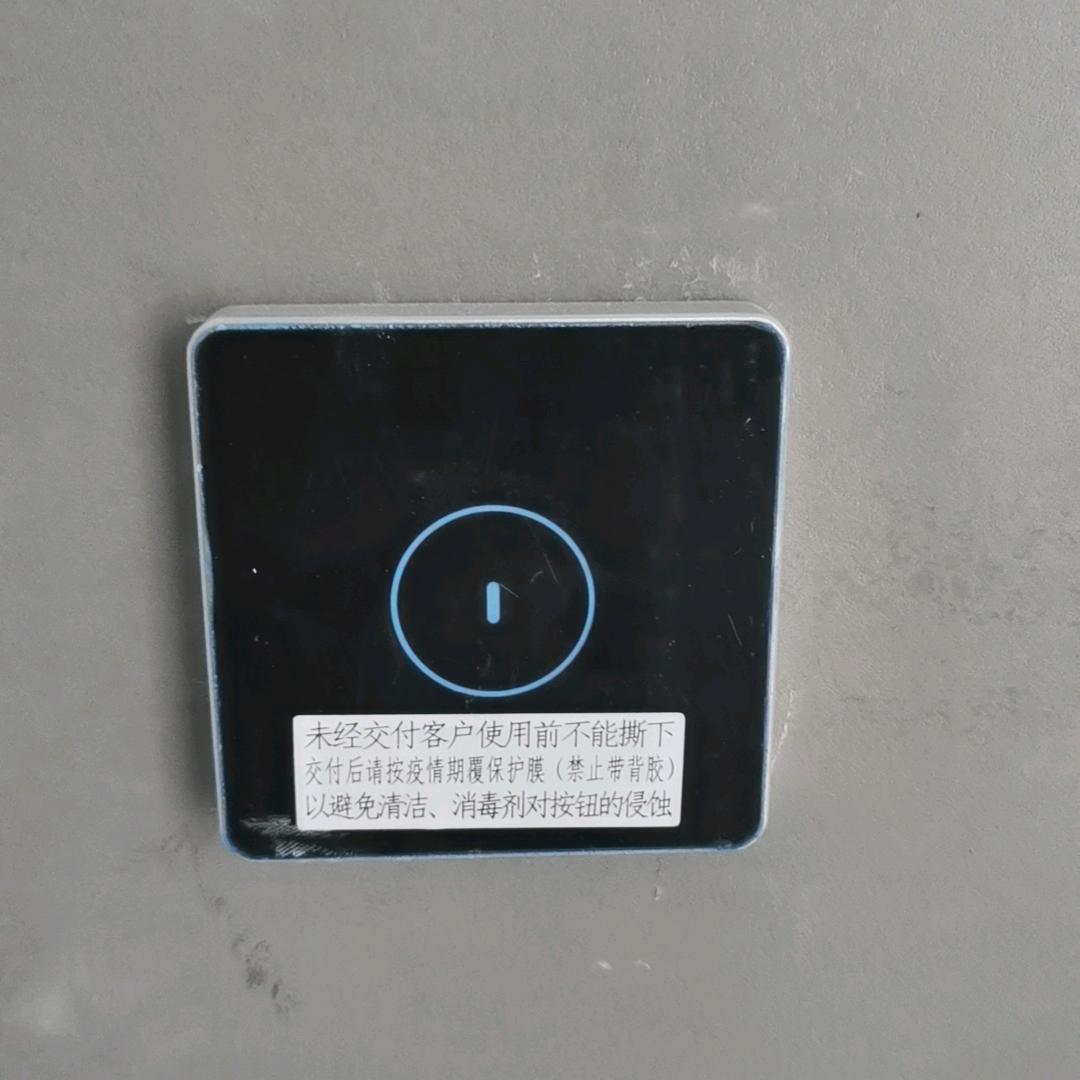 未经交付客户使用前不能撕下
交付后请按疫情期覆保护膜（禁止带背胶）
以避免清洁、消毒剂对按钮的侵蚀